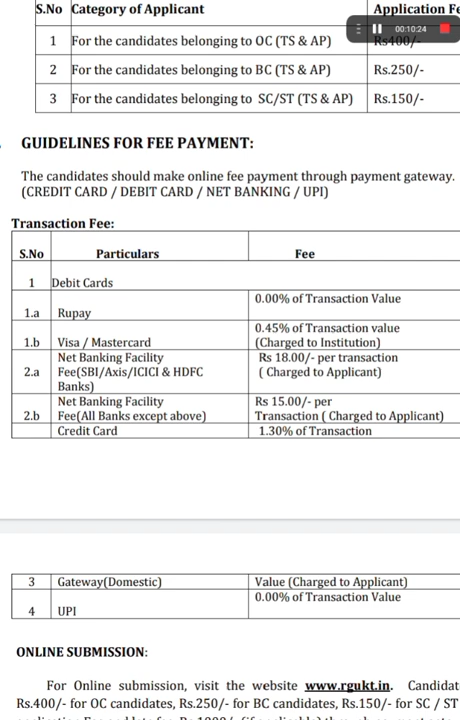 S.No Category of Applicant Application Fe
00:10:24
1 For the candidates belonging to OC (TS & AP) Rs400/-
2 For the candidates belonging to BC (TS & AP) Rs.250/-
3 For the candidates belonging to SC/ST (TS & AP) Rs.150/-
GUIDELINES FOR FEE PAYMENT:
The candidates should make online fee payment through payment gateway.
(CREDIT CARD / DEBIT CARD / NET BANKING / UPI)
Transaction Fee:
S.No Particulars Fee
1 Debit Cards
0.00% of Transaction Value
1.a Rupay
0.45% of Transaction value
1.b Visa / Mastercard (Charged to Institution)
Net Banking Facility Rs 18.00/- per transaction
2.a Fee(SBI/Axis/ICICI & HDFC ( Charged to Applicant)
Banks)
Net Banking Facility Rs 15.00/- per
2.b Fee(All Banks except above) Transaction ( Charged to Applicant)
Credit Card 1.30% of Transaction
3 Gateway(Domestic) Value (Charged to Applicant)
0.00% of Transaction Value
4 UPI
ONLINE SUBMISSION:
For Online submission, visit the website www.rgukt.in. Candidat
Rs.400/- for OC candidates, Rs.250/- for BC candidates, Rs.150/- for SC / ST